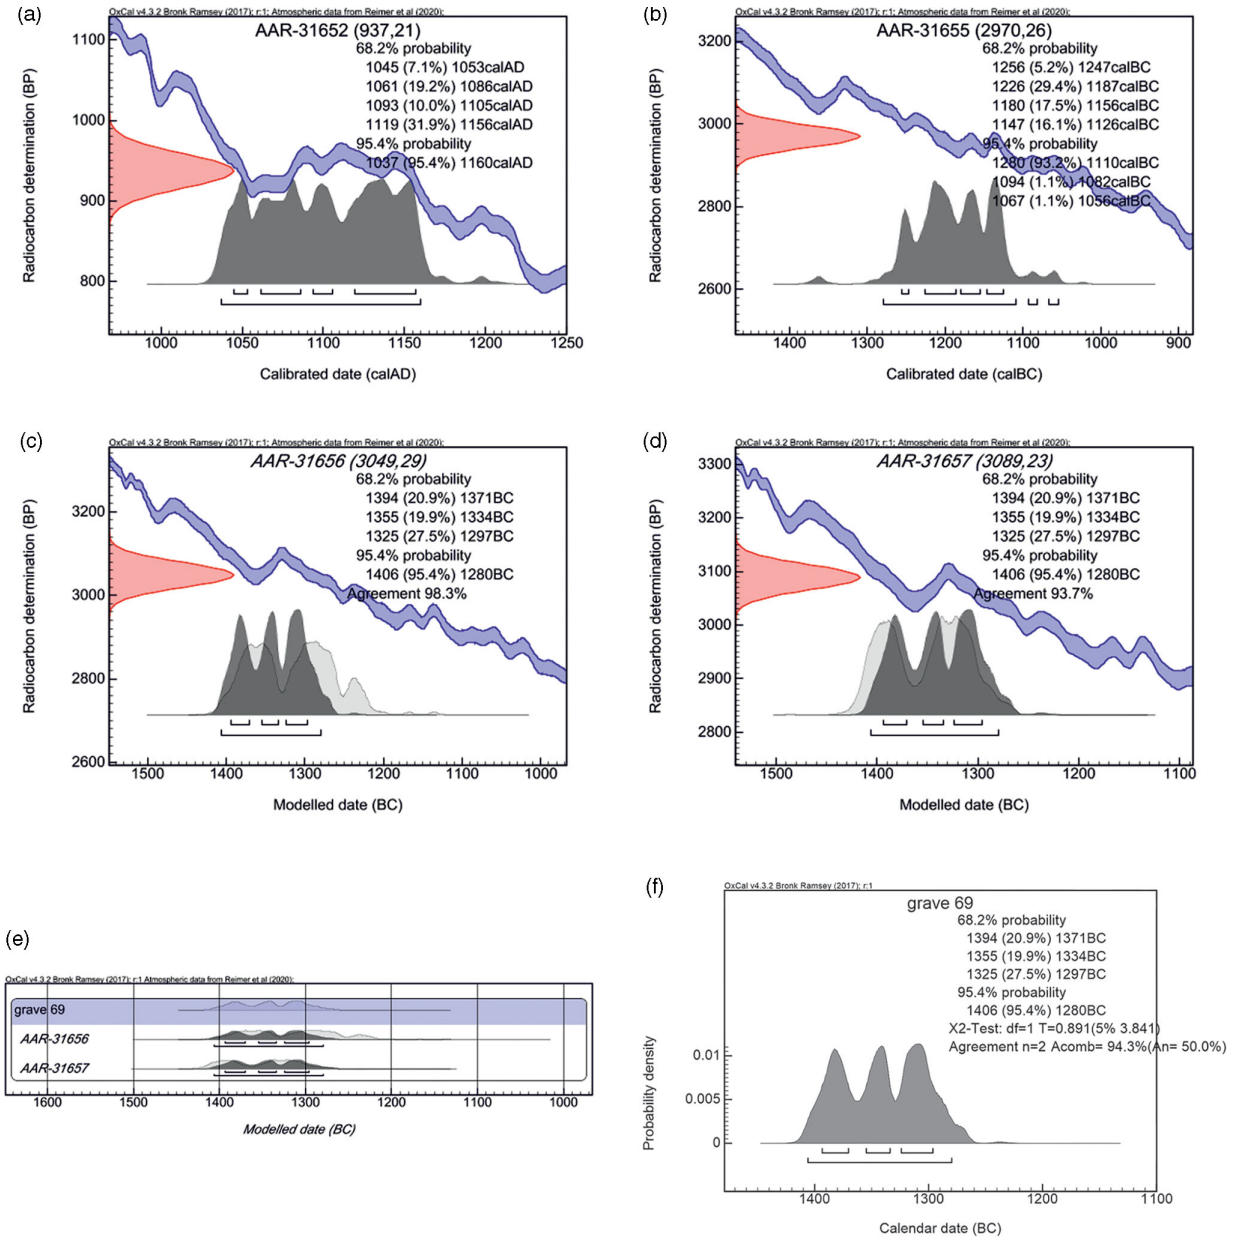 (a)
OxCal v4.3.2 Bronk Ramsey (2017); r:1; Atmospheric data from Reimer et al (2020);
AAR-31652 (937,21)
68.2% probability
1045 (7.1%) 1053calAD
1061 (19.2%) 1086calAD
1093 (10.0%) 1105calAD
1119 (31.9%) 1156calAD
95.4% probability
1037 (95.4%) 1160calAD
Radiocarbon determination (BP)
1100
1000
900
800
1000 1050 1100 1150 1200 1250
Calibrated date (calAD)
(b)
OxCal v4.3.2 Bronk Ramsey (2017); r:1; Atmospheric data from Reimer et al (2020);
AAR-31655 (2970,26)
68.2% probability
1256 (5.2%) 1247calBC
1226 (29.4%) 1187calBC
1180 (17.5%) 1156calBC
1147 (16.1%) 1126calBC
95.4% probability
1280 (93.2%) 1110calBC
1094 (1.1%) 1082calBC
1067 (1.1%) 1056calBC
Radiocarbon determination (BP)
3200
3000
2800
2600
1400 1300 1200 1100 1000 900
Calibrated date (calBC)
(c)
OxCal v4.3.2 Bronk Ramsey (2017); r:1; Atmospheric data from Reimer et al (2020);
AAR-31656 (3049,29)
68.2% probability
1394 (20.9%) 1371BC
1355 (19.9%) 1334BC
1325 (27.5%) 1297BC
95.4% probability
1406 (95.4%) 1280BC
Agreement 98.3%
Radiocarbon determination (BP)
3200
3000
2800
2600
1500 1400 1300 1200 1100 1000
Modelled date (BC)
(d)
OxCal v4.3.2 Bronk Ramsey (2017); r:1; Atmospheric data from Reimer et al (2020);
AAR-31657 (3089,23)
68.2% probability
1394 (20.9%) 1371BC
1355 (19.9%) 1334BC
1325 (27.5%) 1297BC
95.4% probability
1406 (95.4%) 1280BC
Agreement 93.7%
Radiocarbon determination (BP)
3300
3200
3100
3000
2900
2800
1500 1400 1300 1200 1100
Modelled date (BC)
(e)
OxCal v4.3.2 Bronk Ramsey (2017); r:1 Atmospheric data from Reimer et al (2020);
grave 69
AAR-31656
AAR-31657
1600 1500 1400 1300 1200 1100 1000
Modelled date (BC)
(f)
OxCal v4.3.2 Bronk Ramsey (2017); r:1
grave 69
68.2% probability
1394 (20.9%) 1371BC
1355 (19.9%) 1334BC
1325 (27.5%) 1297BC
95.4% probability
1406 (95.4%) 1280BC
X2-Test: df=1 T=0.891(5% 3.841)
Agreement n=2 Acomb= 94.3%(An= 50.0%)
Probability density
0.01
0.005
0
1400 1300 1200 1100
Calendar date (BC)